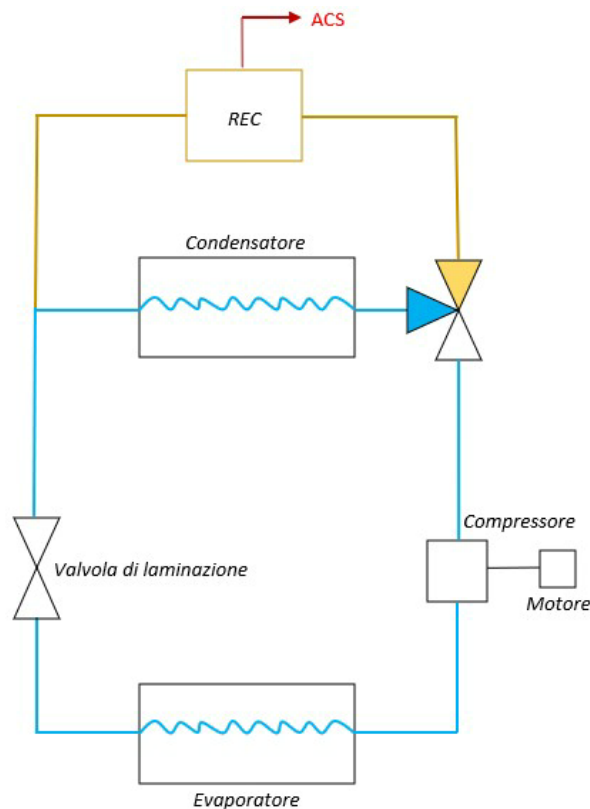 ACS
REC
Condensatore
Compressore
Valvola di laminazione
Motore
Evaporatore